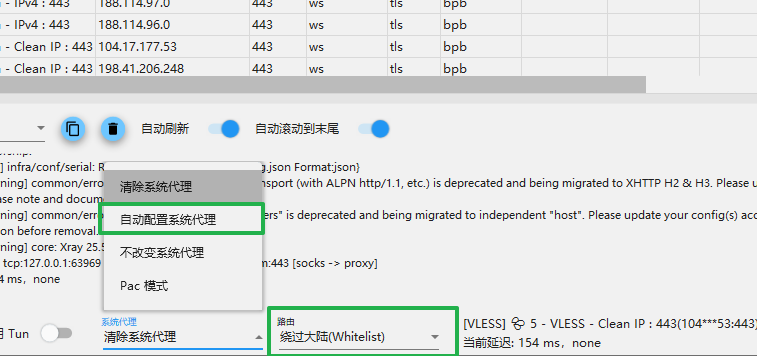 - IPv4 : 443 188.114.97.0 443 ws tls bpb
- IPv4 : 443 188.114.96.0 443 ws tls bpb
- Clean IP : 443 104.17.177.53 443 ws tls bpb
- Clean IP : 443 198.41.206.248 443 ws tls bpb
自动刷新 自动滚动到末尾
] infra/conf/serial: R g.json Format:json}
ning] common/erro nsport (with ALPN http/1.1, etc.) is deprecated and being migrated to XHTTP H2 & H3. Please u
ase note and docum
ning] common/erro ers" is deprecated and being migrated to independent "host". Please update your config(s) acc
on before removal.
ning] core: Xray 25.5
tcp:127.0.0.1:63969 m:443 [socks -> proxy]
4 ms，none
清除系统代理
自动配置系统代理
不改变系统代理
Pac 模式
用 Tun
系统代理
清除系统代理
路由
绕过大陆(Whitelist)
[VLESS] 5 - VLESS - Clean IP : 443(104***53:443)
当前延迟: 154 ms，none